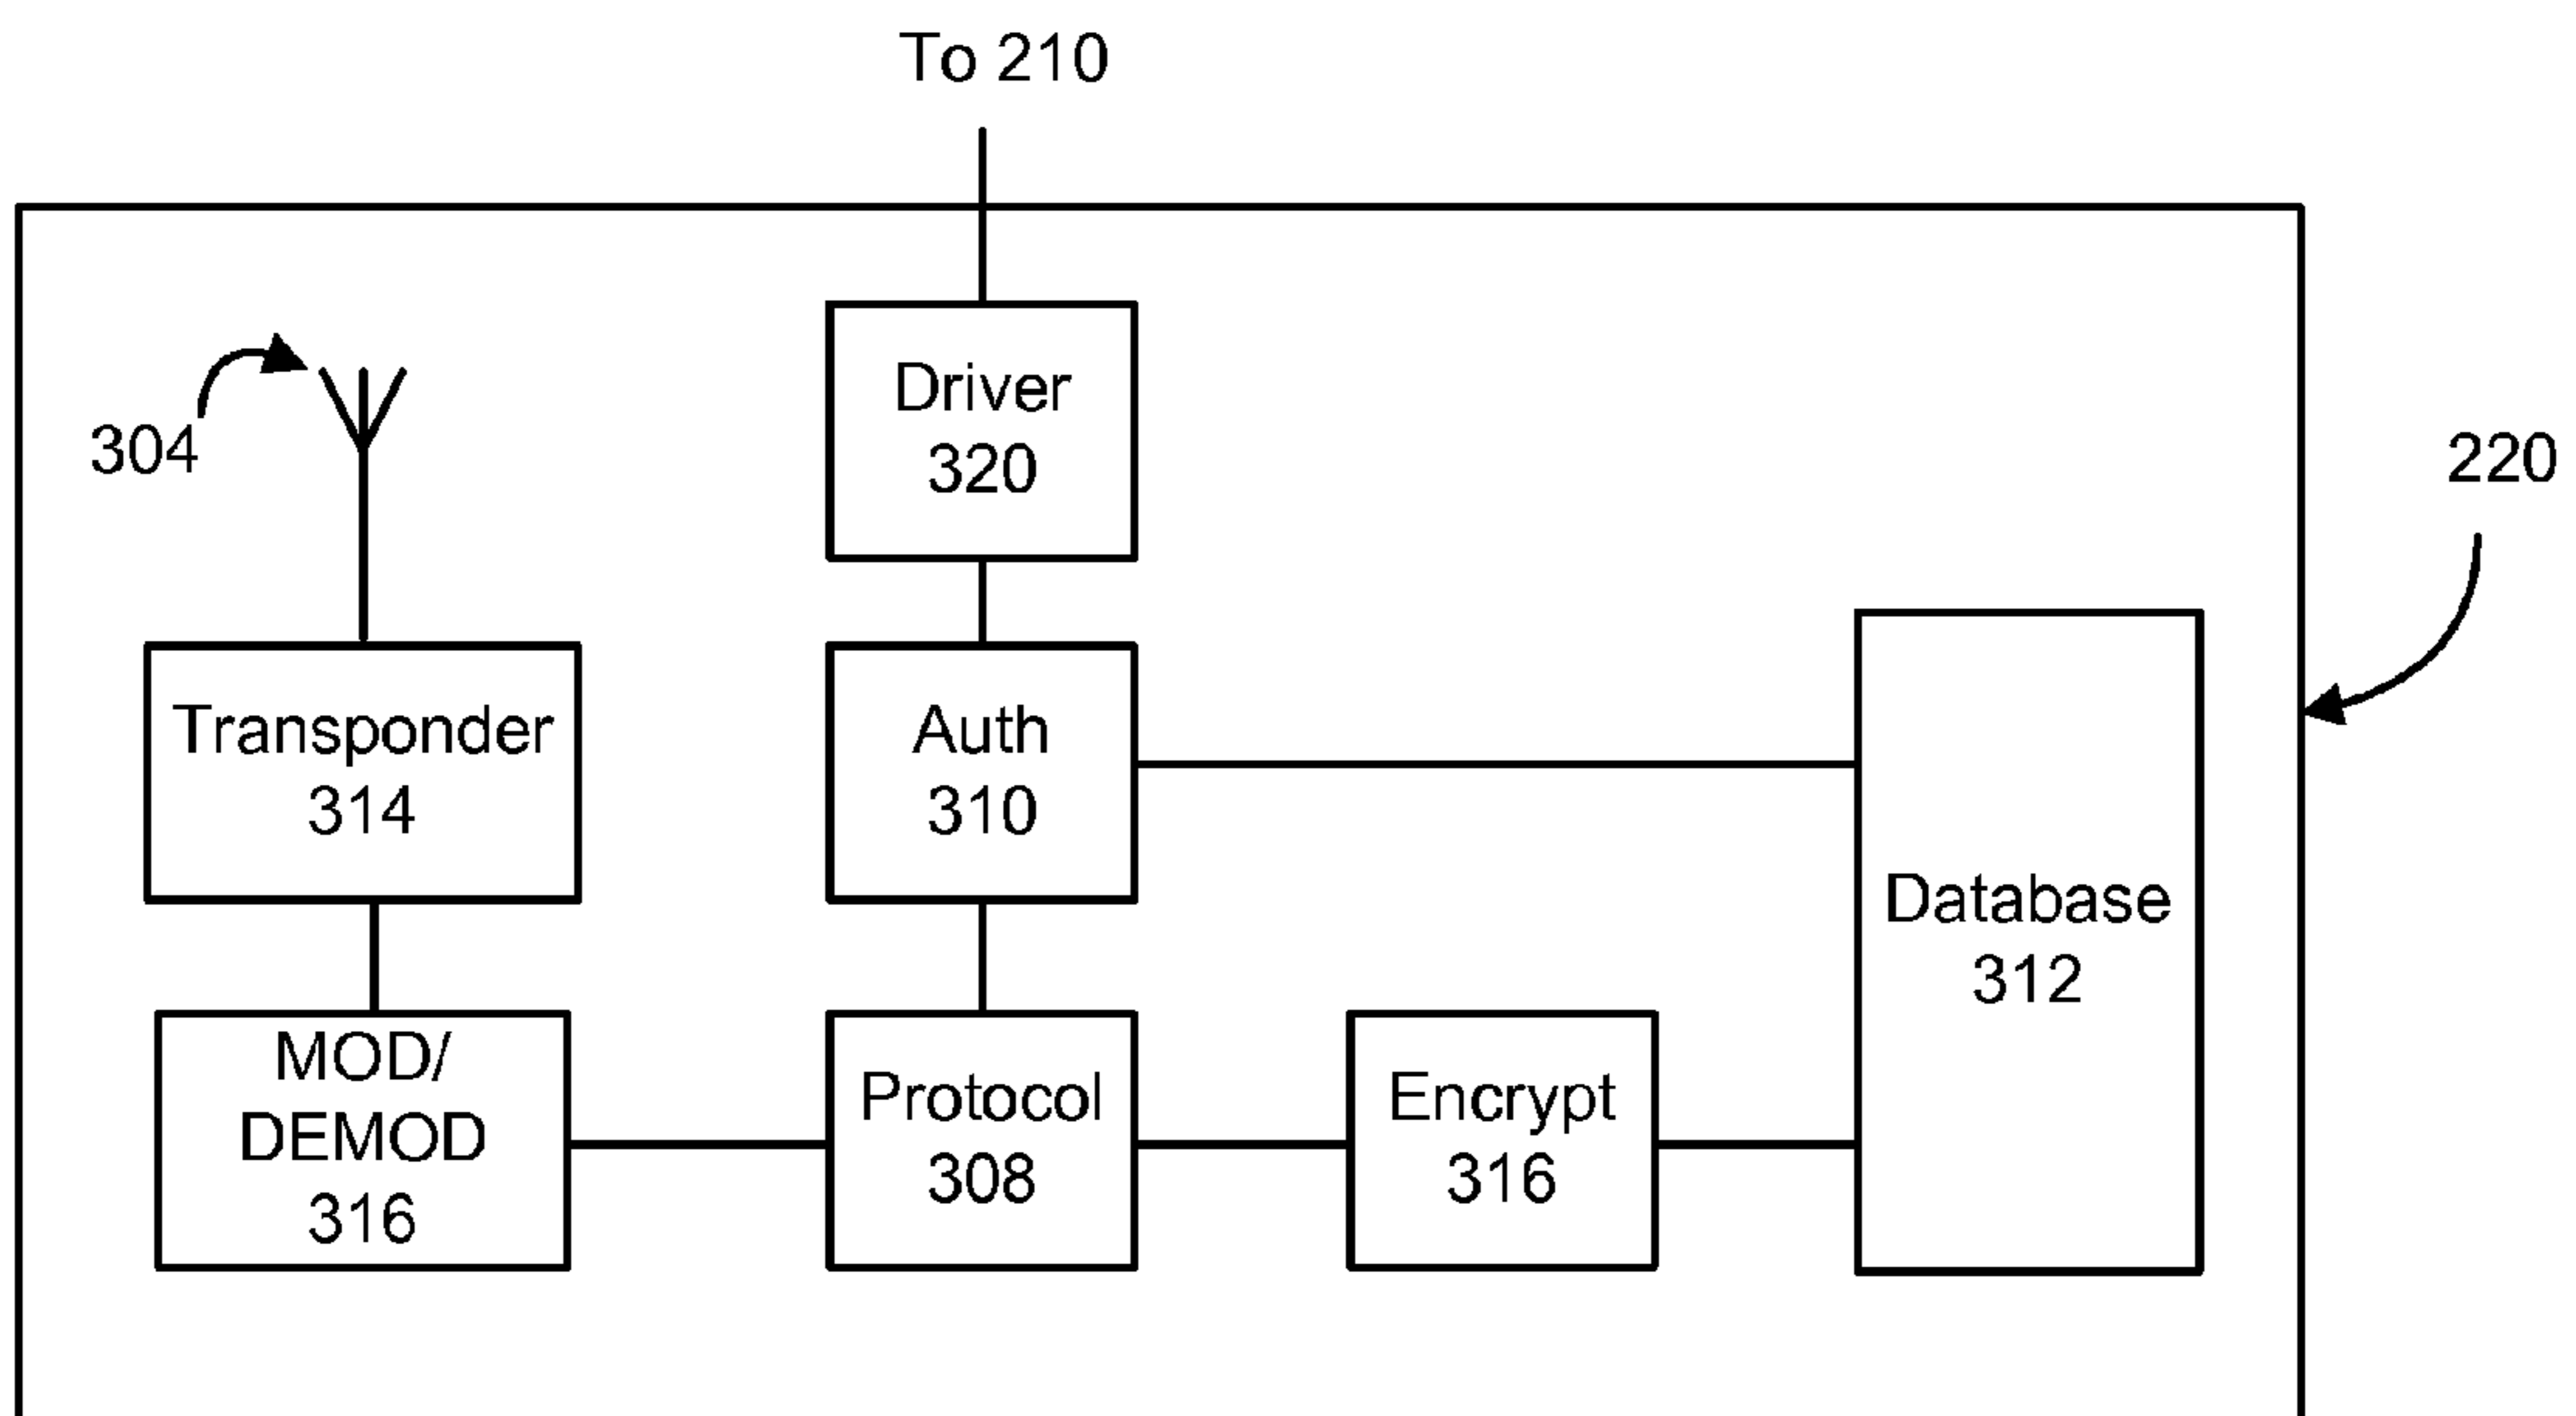 To 210
Driver
320
304
220
Transponder
314
Auth
310
Database
312
MOD/
DEMOD
316
Protocol
308
Encrypt
316